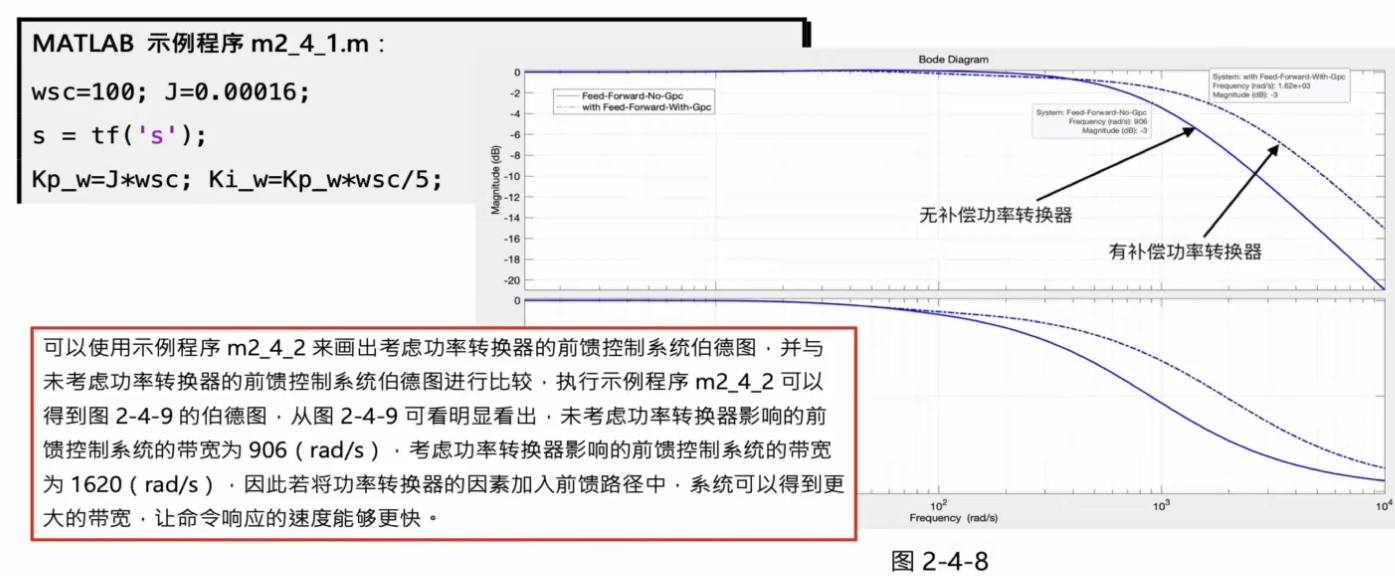 MATLAB 示例程序 m2_4_1.m：
wsc=100; J=0.00016;
s = tf('s');
Kp_w=J*wsc; Ki_w=Kp_w*wsc/5;
Bode Diagram
Feed-Forward-No-Gpc
with Feed-Forward-With-Gpc
System: with Feed-Forward-With-Gpc
Frequency (rad/s): 1.62e+03
Magnitude (dB): -3
System: Feed-Forward-No-Gpc
Frequency (rad/s): 906
Magnitude (dB): -3
Magnitude (dB)
0
-2
-4
-6
-8
-10
-12
-14
-16
-18
-20
无补偿功率转换器
有补偿功率转换器
0
可以使用示例程序 m2_4_2 来画出考虑功率转换器的前馈控制系统伯德图，并与
未考虑功率转换器的前馈控制系统伯德图进行比较，执行示例程序 m2_4_2 可以
得到图 2-4-9 的伯德图，从图 2-4-9 可看明显看出，未考虑功率转换器影响的前
馈控制系统的带宽为 906（rad/s），考虑功率转换器影响的前馈控制系统的带宽
为 1620（rad/s），因此若将功率转换器的因素加入前馈路径中，系统可以得到更
大的带宽，让命令响应的速度能够更快。
10²
10³
10⁴
Frequency (rad/s)
图 2-4-8